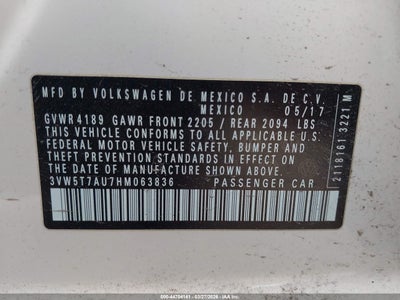 MFD BY VOLKSWAGEN DE MEXICO S.A. DE C.V.
MEXICO 05/17
GVWR 4189 GAWR FRONT 2205 / REAR 2094 LBS
THIS VEHICLE CONFORMS TO ALL APPLICABLE U.S.
FEDERAL MOTOR VEHICLE SAFETY, BUMPER, AND
THEFT PREVENTION STANDARDS IN EFFECT ON THE
DATE OF MANUFACTURE SHOWN ABOVE.
3VW5T7AU7HM063836 PASSENGER CAR
2118161 3221 M